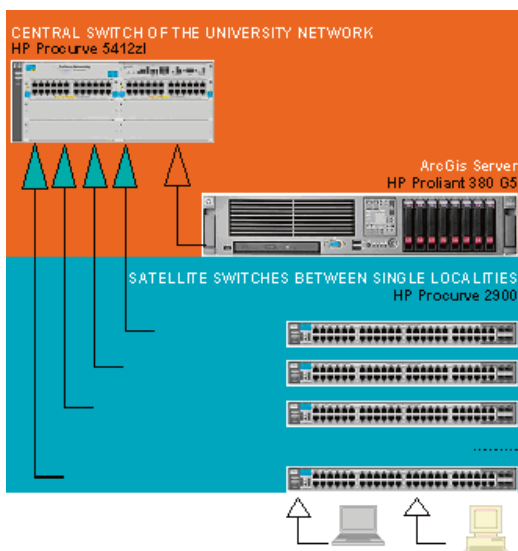 CENTRAL SWITCH OF THE UNIVERSITY NETWORK
HP Procurve 5412zl
ArcGis Server
HP Proliant 380 G5
SATELLITE SWITCHES BETWEEN SINGLE LOCALITIES
HP Procurve 2900